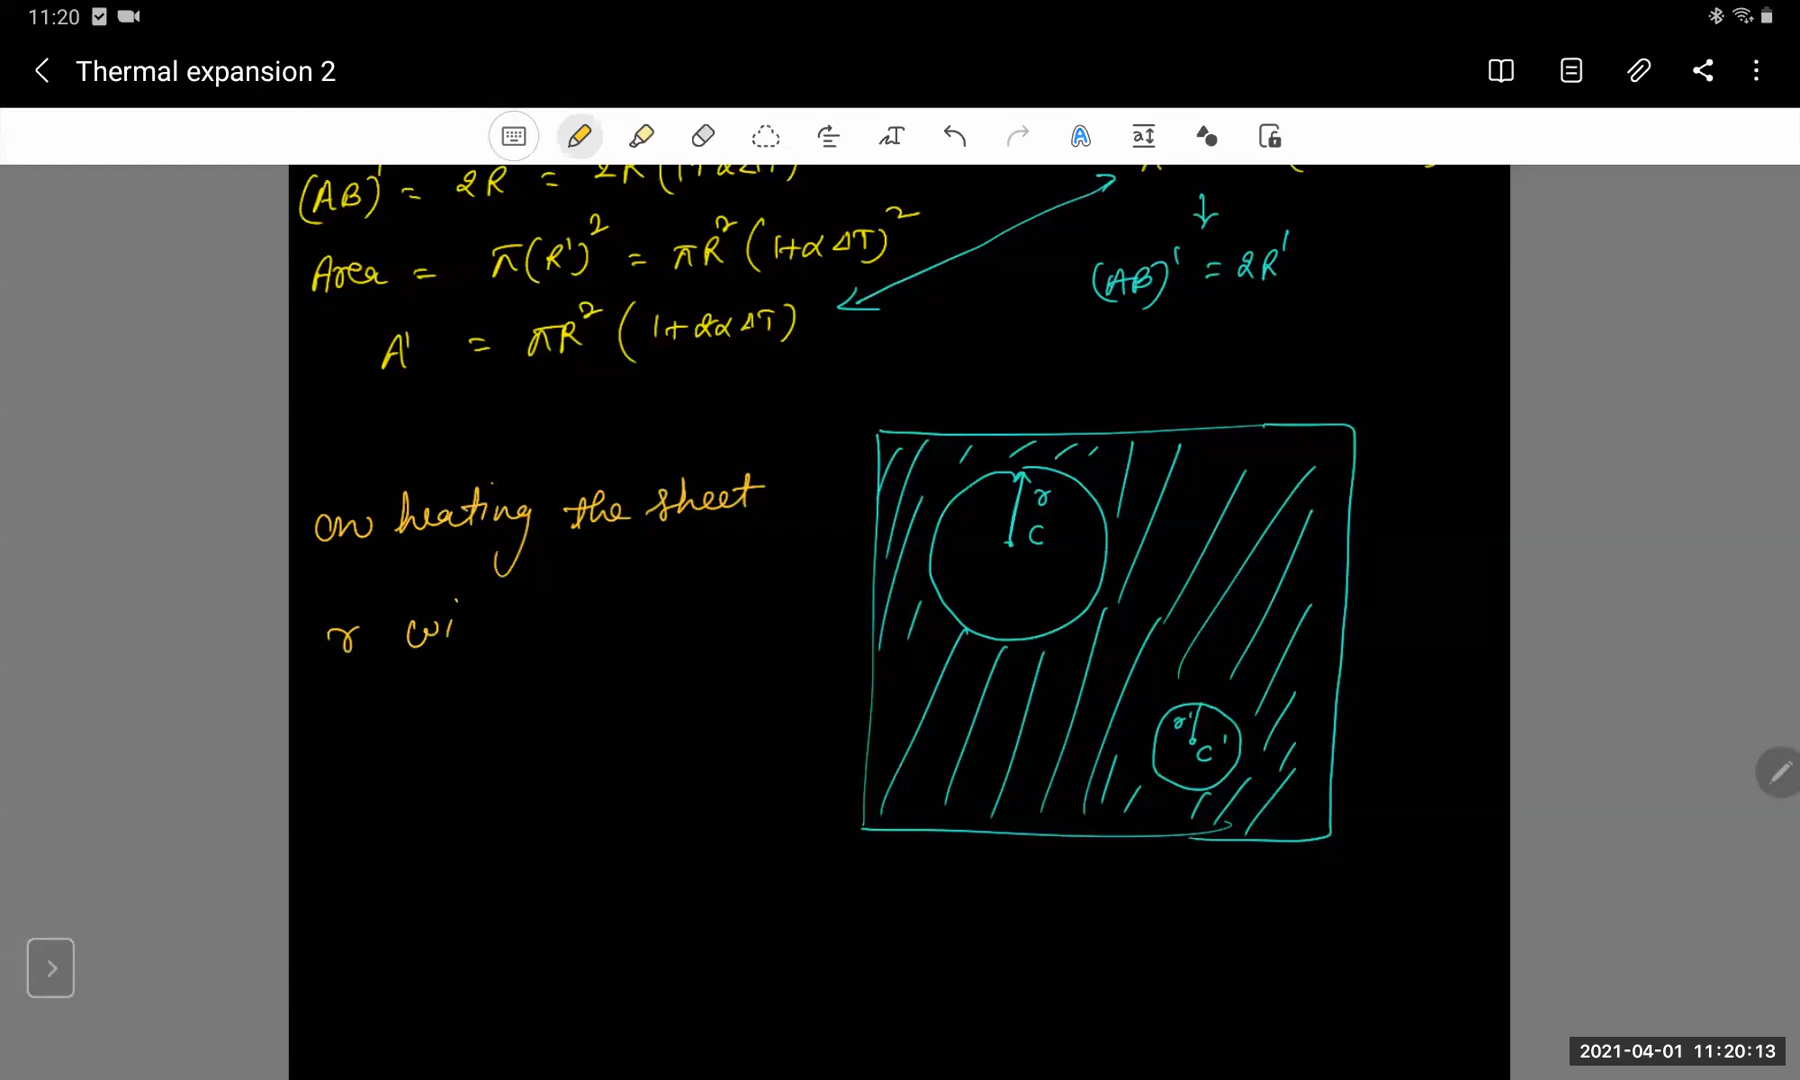 11:20
Thermal expansion 2
(AB)' = 2R = 2R(1+αΔT)
Area = π(R')² = πR²(1+αΔT)²
A' = πR²(1+2αΔT)
(AB)' = 2R'
on heating the sheet
r wi
r
C
r'
C'
2021-04-01 11:20:13